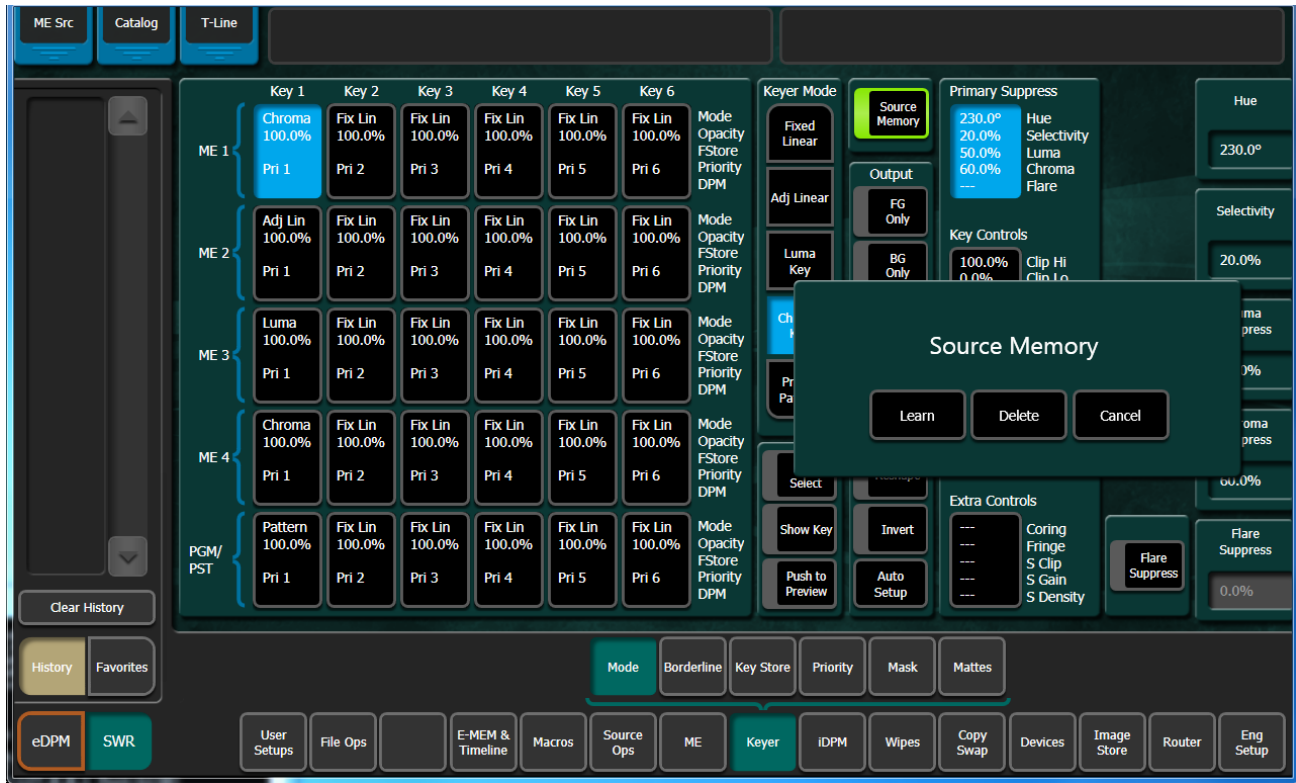 ME Src
Catalog
T-Line
Key 1 Key 2 Key 3 Key 4 Key 5 Key 6
ME 1
Chroma
100.0%
Pri 1
Fix Lin
100.0%
Pri 2
Fix Lin
100.0%
Pri 3
Fix Lin
100.0%
Pri 4
Fix Lin
100.0%
Pri 5
Fix Lin
100.0%
Pri 6
Mode
Opacity
FStore
Priority
DPM
ME 2
Adj Lin
100.0%
Pri 1
Fix Lin
100.0%
Pri 2
Fix Lin
100.0%
Pri 3
Fix Lin
100.0%
Pri 4
Fix Lin
100.0%
Pri 5
Fix Lin
100.0%
Pri 6
Mode
Opacity
FStore
Priority
DPM
ME 3
Luma
100.0%
Pri 1
Fix Lin
100.0%
Pri 2
Fix Lin
100.0%
Pri 3
Fix Lin
100.0%
Pri 4
Fix Lin
100.0%
Pri 5
Fix Lin
100.0%
Pri 6
Mode
Opacity
FStore
Priority
DPM
ME 4
Chroma
100.0%
Pri 1
Fix Lin
100.0%
Pri 2
Fix Lin
100.0%
Pri 3
Fix Lin
100.0%
Pri 4
Fix Lin
100.0%
Pri 5
Fix Lin
100.0%
Pri 6
Mode
Opacity
FStore
Priority
DPM
PGM/
PST
Pattern
100.0%
Pri 1
Fix Lin
100.0%
Pri 2
Fix Lin
100.0%
Pri 3
Fix Lin
100.0%
Pri 4
Fix Lin
100.0%
Pri 5
Fix Lin
100.0%
Pri 6
Mode
Opacity
FStore
Priority
DPM
Keyer Mode
Fixed
Linear
Adj Linear
Luma
Key
Select
Show Key
Push to
Preview
Source
Memory
Output
FG
Only
BG
Only
Invert
Auto
Setup
Primary Suppress
230.0° Hue
20.0% Selectivity
50.0% Luma
60.0% Chroma
--- Flare
Key Controls
100.0% Clip Hi
0.0% Clip Lo
Source Memory
Learn
Delete
Cancel
Extra Controls
--- Coring
--- Fringe
--- S Clip
--- S Gain
--- S Density
Flare
Suppress
Hue
230.0°
Selectivity
20.0%
60.0%
Flare
Suppress
0.0%
Clear History
History
Favorites
Mode
Borderline
Key Store
Priority
Mask
Mattes
eDPM
SWR
User
Setups
File Ops
E-MEM &
Timeline
Macros
Source
Ops
ME
Keyer
iDPM
Wipes
Copy
Swap
Devices
Image
Store
Router
Eng
Setup